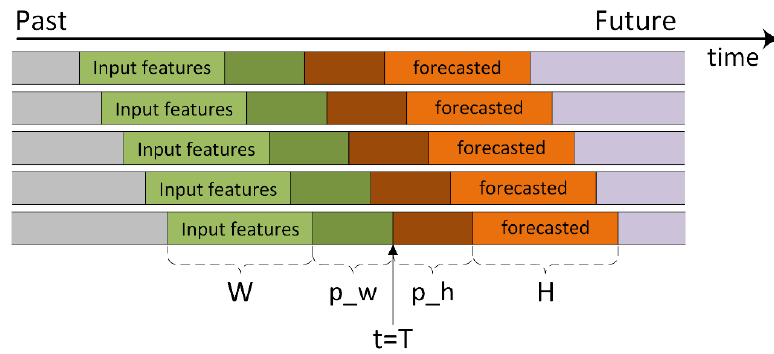 Past
Future
time
Input features
forecasted
Input features
forecasted
Input features
forecasted
Input features
forecasted
Input features
forecasted
W
p_w
p_h
H
t=T